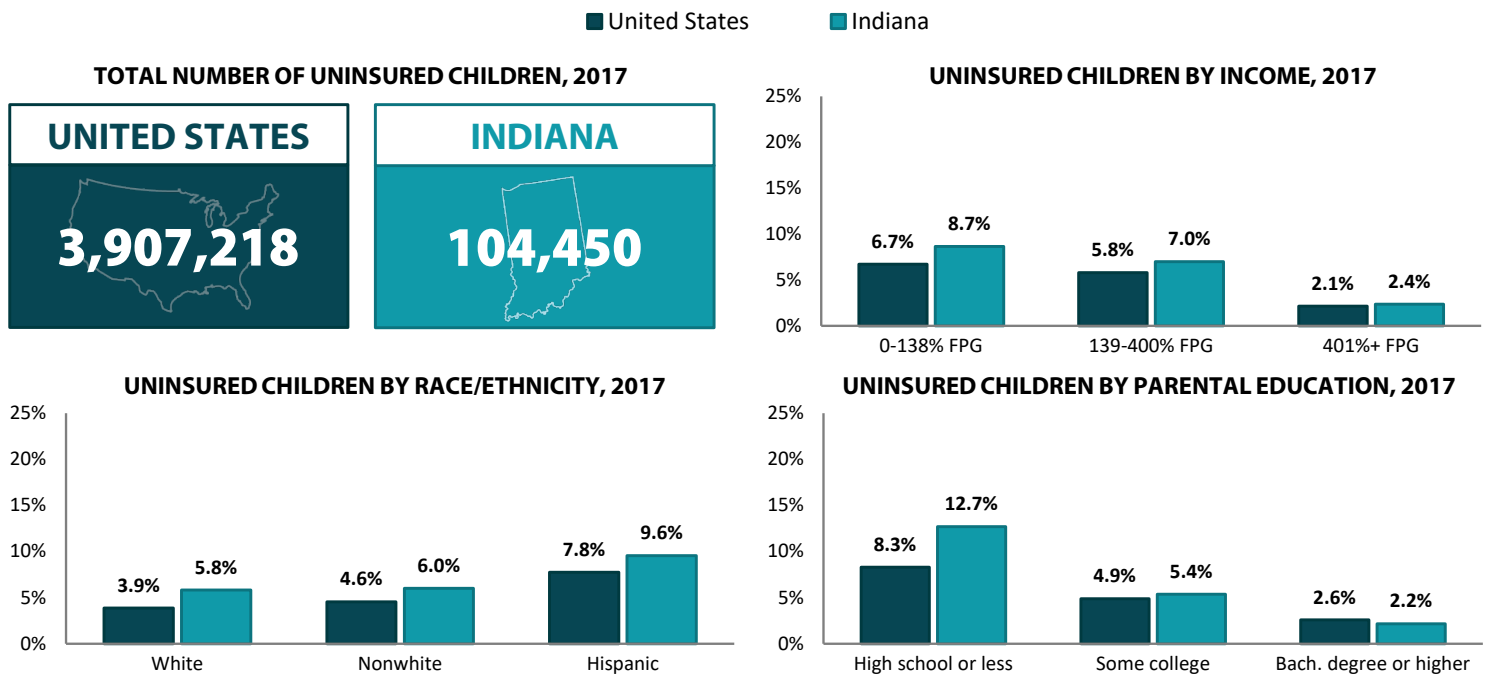 United States Indiana
TOTAL NUMBER OF UNINSURED CHILDREN, 2017
UNITED STATES
3,907,218
INDIANA
104,450
UNINSURED CHILDREN BY INCOME, 2017
25%
20%
15%
10%
5%
0%
6.7% 8.7% 5.8% 7.0% 2.1% 2.4%
0-138% FPG 139-400% FPG 401%+ FPG
UNINSURED CHILDREN BY RACE/ETHNICITY, 2017
25%
20%
15%
10%
5%
0%
3.9% 5.8% 4.6% 6.0% 7.8% 9.6%
White Nonwhite Hispanic
UNINSURED CHILDREN BY PARENTAL EDUCATION, 2017
25%
20%
15%
10%
5%
0%
8.3% 12.7% 4.9% 5.4% 2.6% 2.2%
High school or less Some college Bach. degree or higher